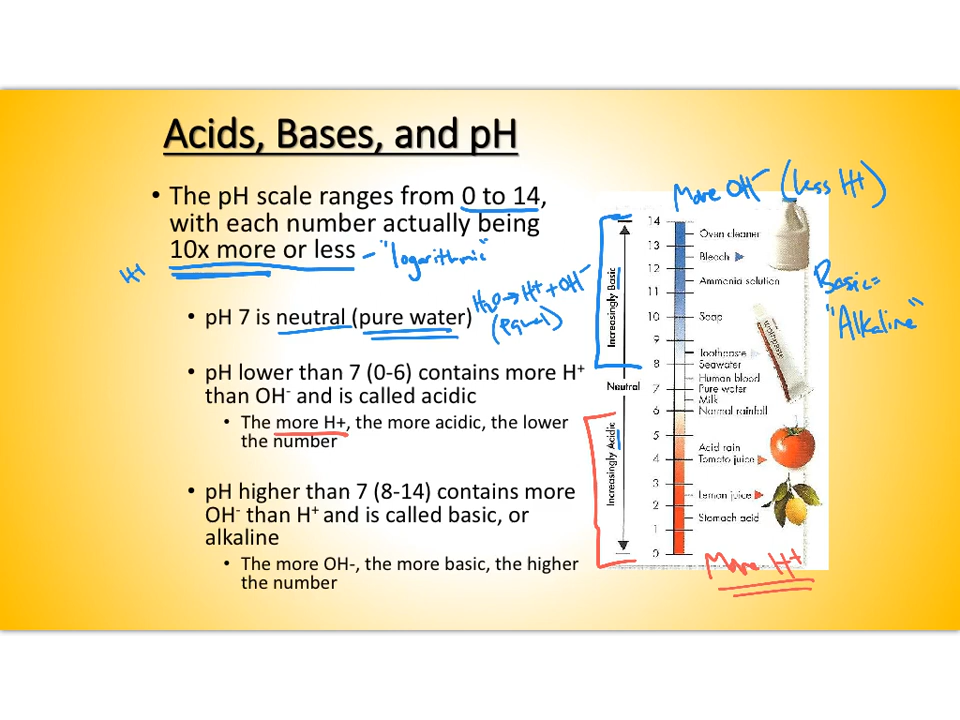 Acids, Bases, and pH
• The pH scale ranges from 0 to 14,
with each number actually being
10x more or less
- "logarithmic"
H+
• pH 7 is neutral (pure water)
H₂O → H⁺ + OH⁻
(equal)
• pH lower than 7 (0-6) contains more H⁺
than OH⁻ and is called acidic
• The more H+, the more acidic, the lower
the number
• pH higher than 7 (8-14) contains more
OH⁻ than H⁺ and is called basic, or
alkaline
• The more OH-, the more basic, the higher
the number
More OH⁻ (less H+)
14
Oven cleaner
13
Bleach
12
Ammonia solution
11
10
Soap
9
Toothpaste
8
Seawater
Human blood
7
Pure water
Milk
6
Normal rainfall
5
Acid rain
4
Tomato juice
3
Lemon juice
2
Stomach acid
1
0
Increasingly Basic
Neutral
Increasingly Acidic
Basic=
"Alkaline"
More H+